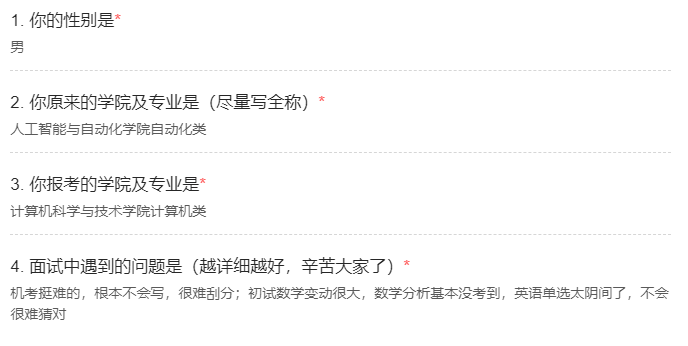 1. 你的性别是*
男
2. 你原来的学院及专业是（尽量写全称）*
人工智能与自动化学院自动化类
3. 你报考的学院及专业是*
计算机科学与技术学院计算机类
4. 面试中遇到的问题是（越详细越好，辛苦大家了）*
机考挺难的，根本不会写，很难刮分；初试数学变动很大，数学分析基本没考到，英语单选太阴间了，不会
很难猜对